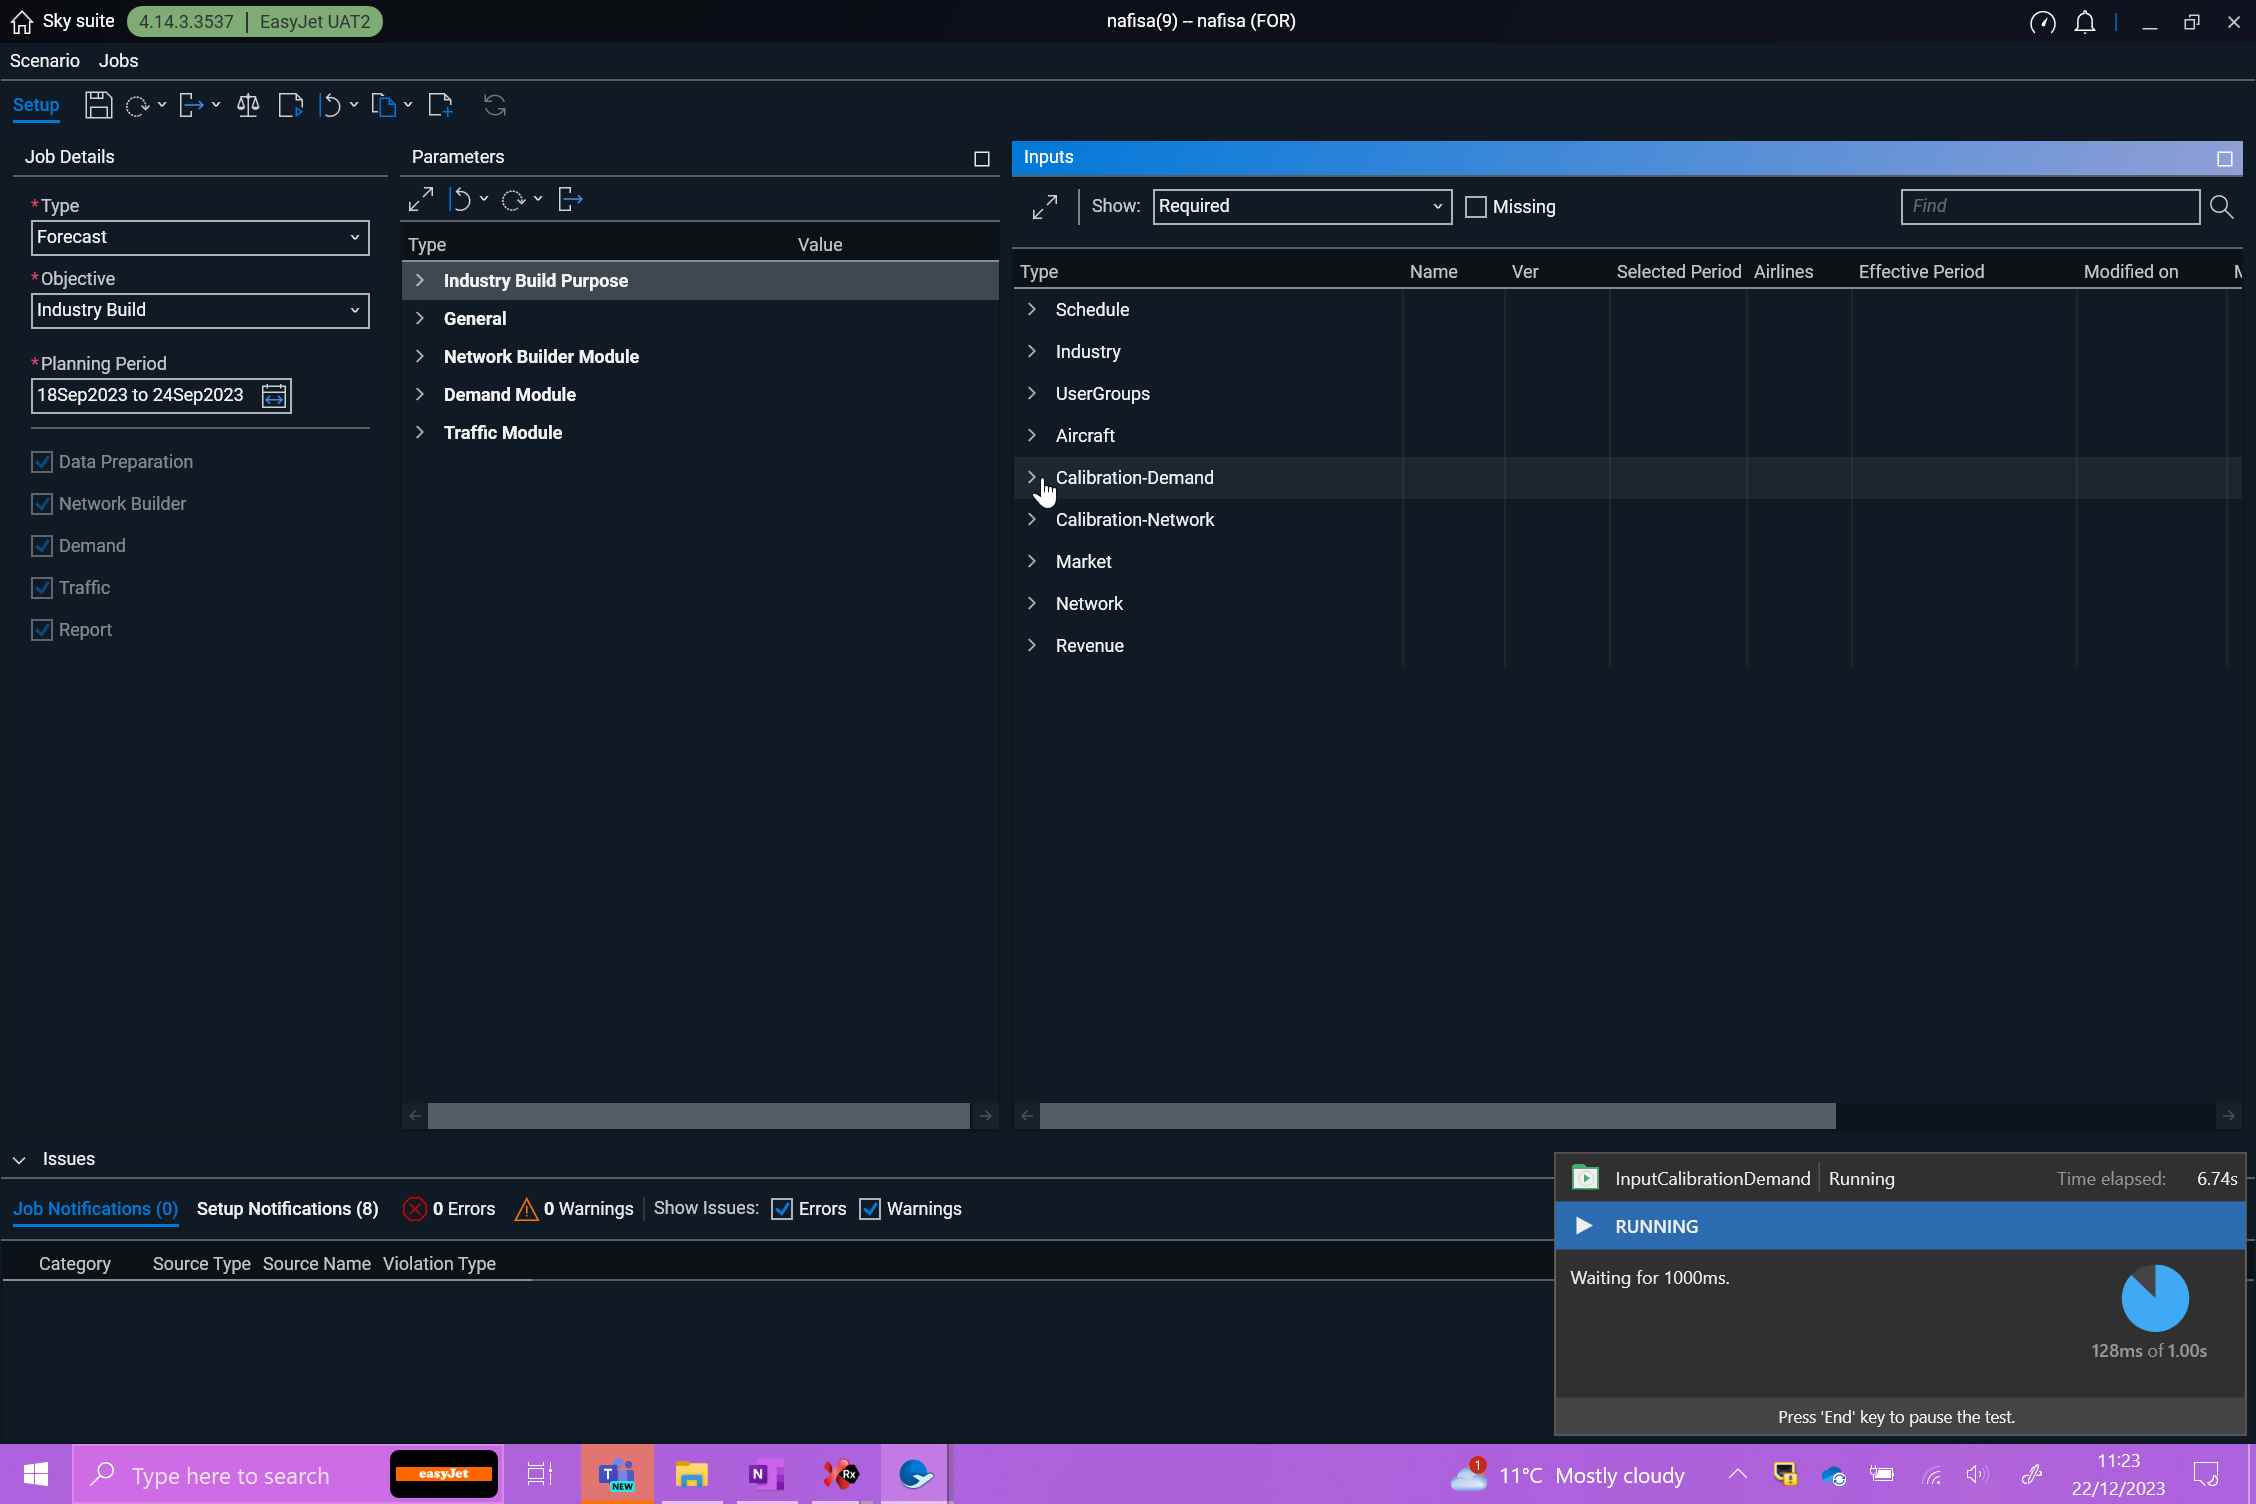 Sky suite 4.14.3.3537 | EasyJet UAT2
nafisa(9) – nafisa (FOR)
Scenario Jobs
Setup
Job Details
*Type
Forecast
*Objective
Industry Build
*Planning Period
18Sep2023 to 24Sep2023
Data Preparation
Network Builder
Demand
Traffic
Report
Parameters
Type Value
Industry Build Purpose
General
Network Builder Module
Demand Module
Traffic Module
Inputs
Show: Required Missing Find
Type Name Ver Selected Period Airlines Effective Period Modified on
Schedule
Industry
UserGroups
Aircraft
Calibration-Demand
Calibration-Network
Market
Network
Revenue
Issues
Job Notifications (0) Setup Notifications (8) 0 Errors 0 Warnings Show Issues: Errors Warnings
Category Source Type Source Name Violation Type
InputCalibrationDemand Running Time elapsed: 6.74s
RUNNING
Waiting for 1000ms.
128ms of 1.00s
Press 'End' key to pause the test.
Type here to search
easyJet
T
NEW
N
Rx
1
11°C Mostly cloudy
11:23
22/12/2023